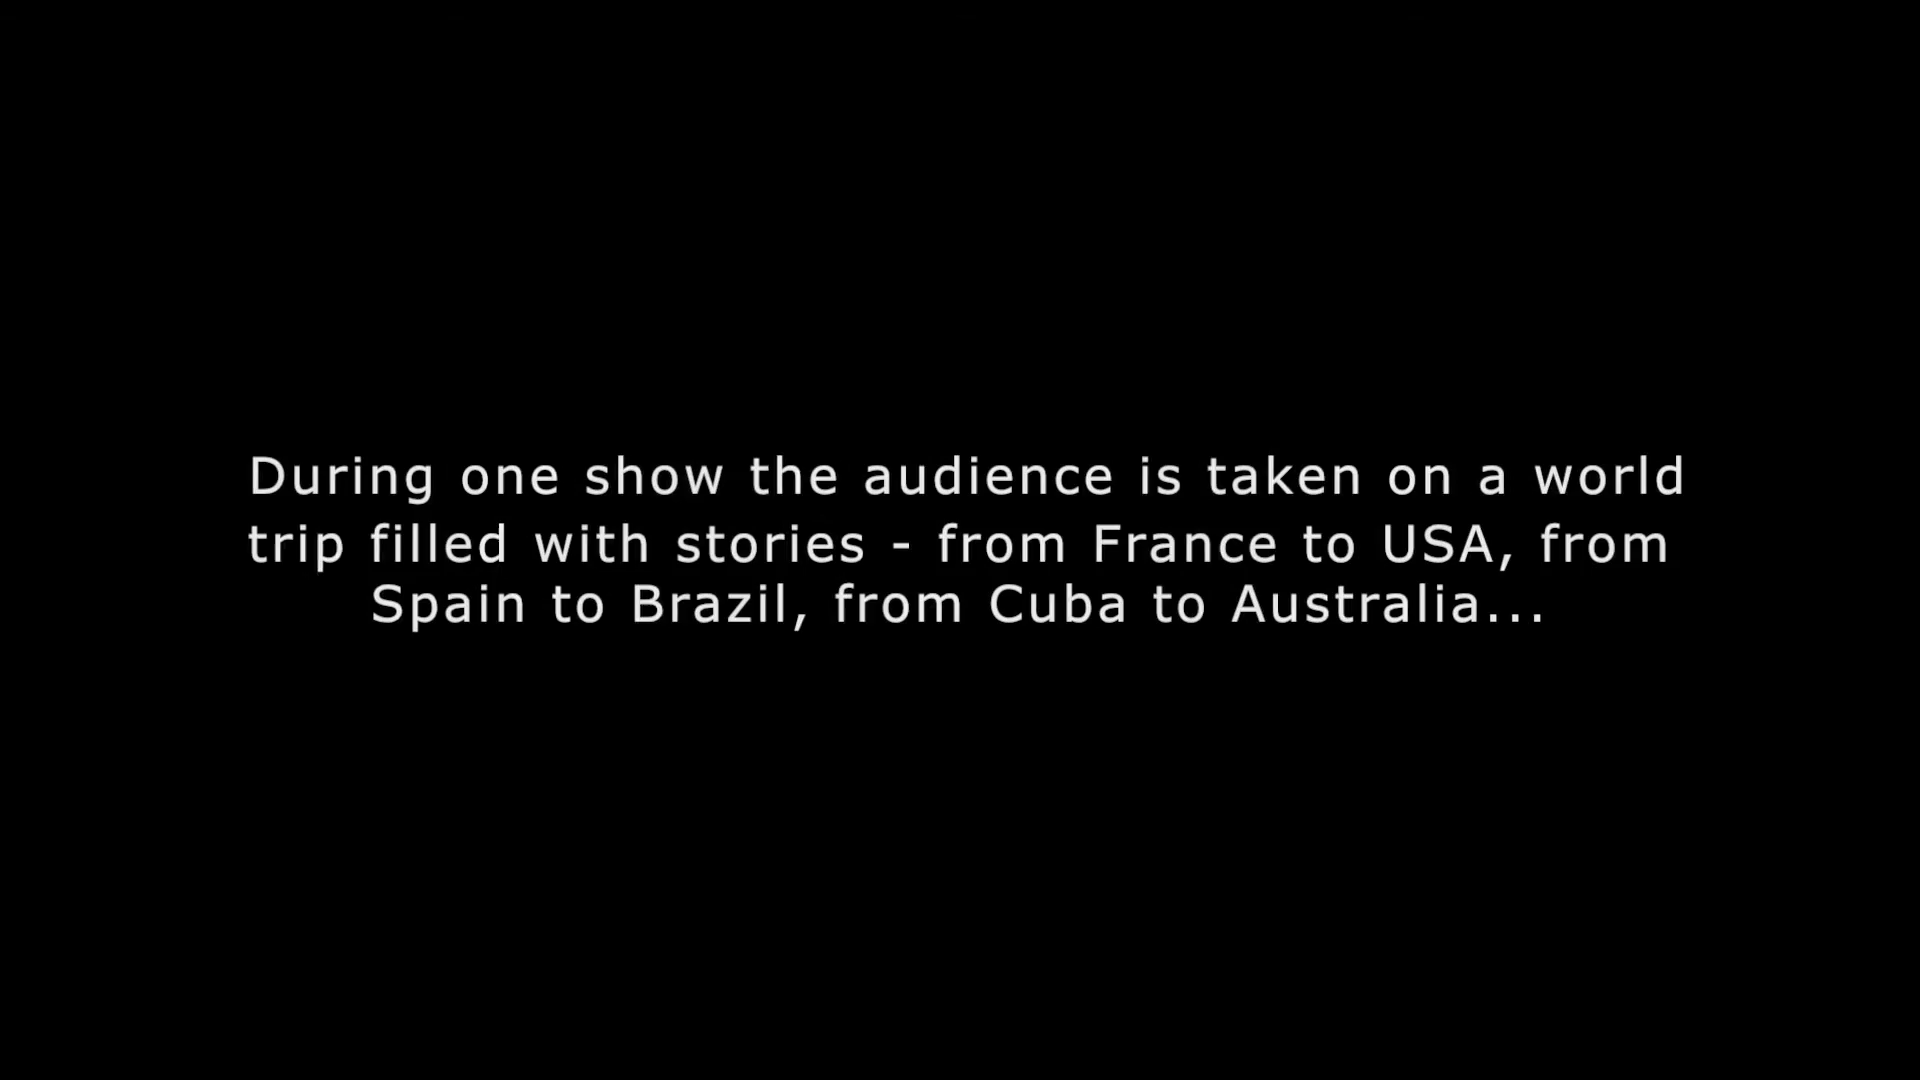 During one show the audience is taken on a world
trip filled with stories - from France to USA, from
Spain to Brazil, from Cuba to Australia...